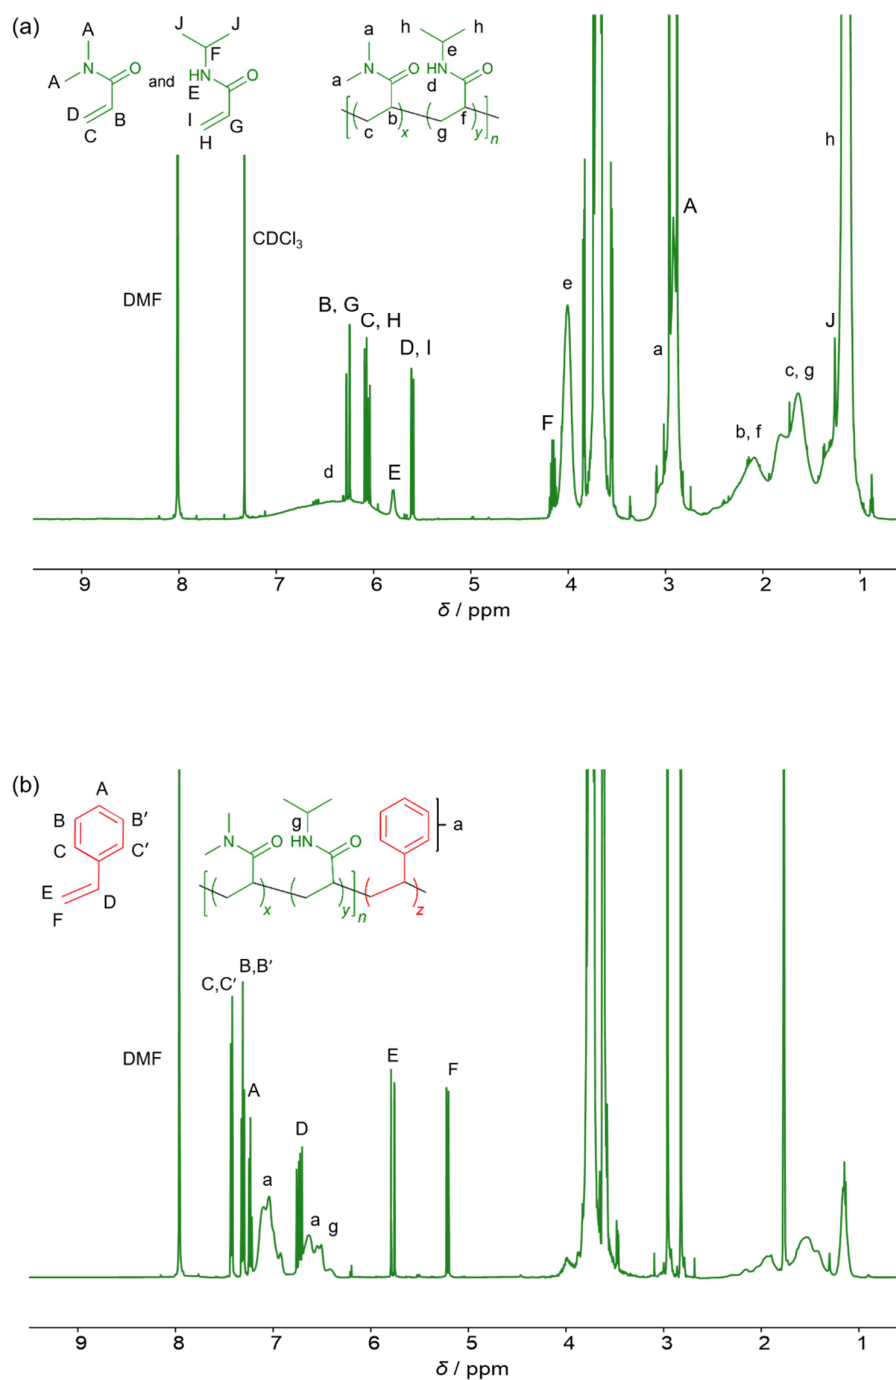 (a)
J J
A F
A N O and HN O
E
D B I G
C H
a h h
a N O e HN O
d
[ ( b ) x ( f ) y ] n
c g
h
CDCl3
A
DMF
e
B, G
C, H
D, I
J
a
c, g
F
b, f
d
E
9 8 7 6 5 4 3 2 1
δ / ppm
(b)
A
B B′
C C′
E D
F
g a
N O HN O
[ ( ) x ( ) y ] n ( ) z
B,B′
C,C′
DMF
E
F
A
D
a
a
g
9 8 7 6 5 4 3 2 1
δ / ppm